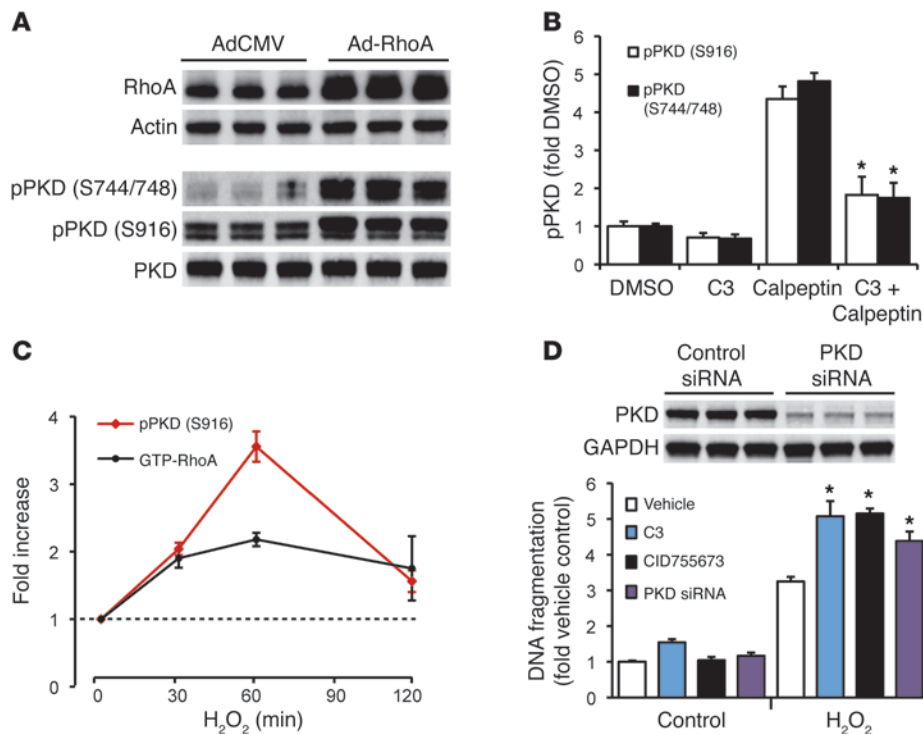 A
AdCMV Ad-RhoA
RhoA
Actin
pPKD (S744/748)
pPKD (S916)
PKD
B
pPKD (fold DMSO)
6
5
4
3
2
1
0
pPKD (S916)
pPKD
(S744/748)
* *
DMSO C3 Calpeptin C3 +
Calpeptin
C
Fold increase
4
3
2
1
0
pPKD (S916)
GTP-RhoA
0 30 60 90 120
H₂O₂ (min)
D
Control PKD
siRNA siRNA
PKD
GAPDH
DNA fragmentation
(fold vehicle control)
6
5
4
3
2
1
0
Vehicle
C3
CID755673
PKD siRNA
* * *
Control H₂O₂